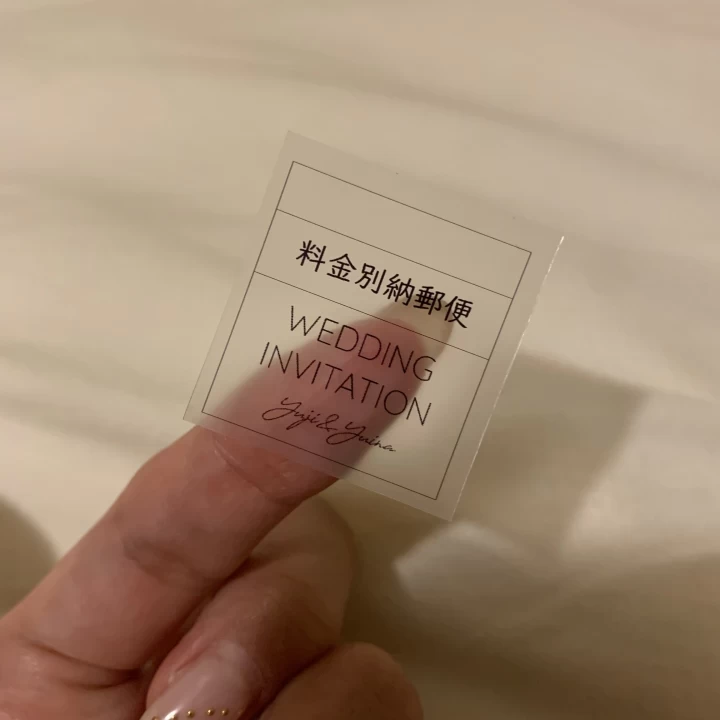 料金別納郵便
WEDDING
INVITATION
Yuji & Yuina